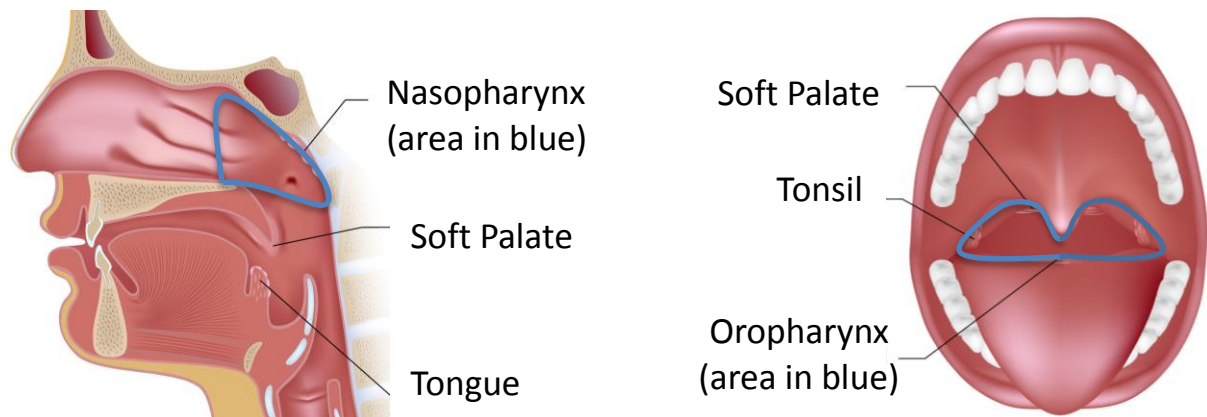 Nasopharynx
(area in blue)
Soft Palate
Tongue
Soft Palate
Tonsil
Oropharynx
(area in blue)